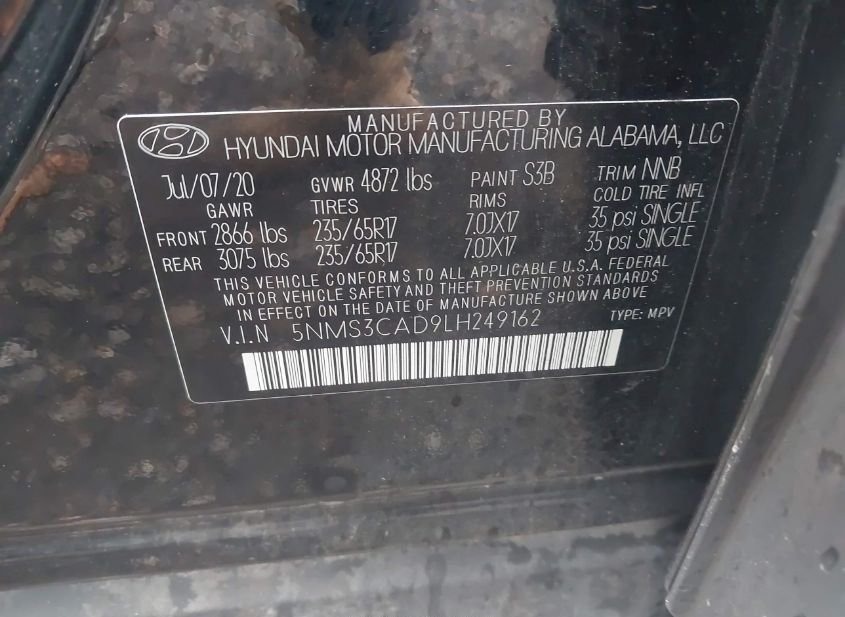 MANUFACTURED BY
HYUNDAI MOTOR MANUFACTURING ALABAMA, LLC
Jul/07/20 GVWR 4872 lbs PAINT S3B TRIM NNB
GAWR TIRES RIMS COLD TIRE INFL
FRONT 2866 lbs 235/65R17 7.0JX17 35 psi SINGLE
REAR 3075 lbs 235/65R17 7.0JX17 35 psi SINGLE
THIS VEHICLE CONFORMS TO ALL APPLICABLE U.S.A. FEDERAL
MOTOR VEHICLE SAFETY AND THEFT PREVENTION STANDARDS
IN EFFECT ON THE DATE OF MANUFACTURE SHOWN ABOVE
V.I.N 5NMS3CAD9LH249162 TYPE: MPV